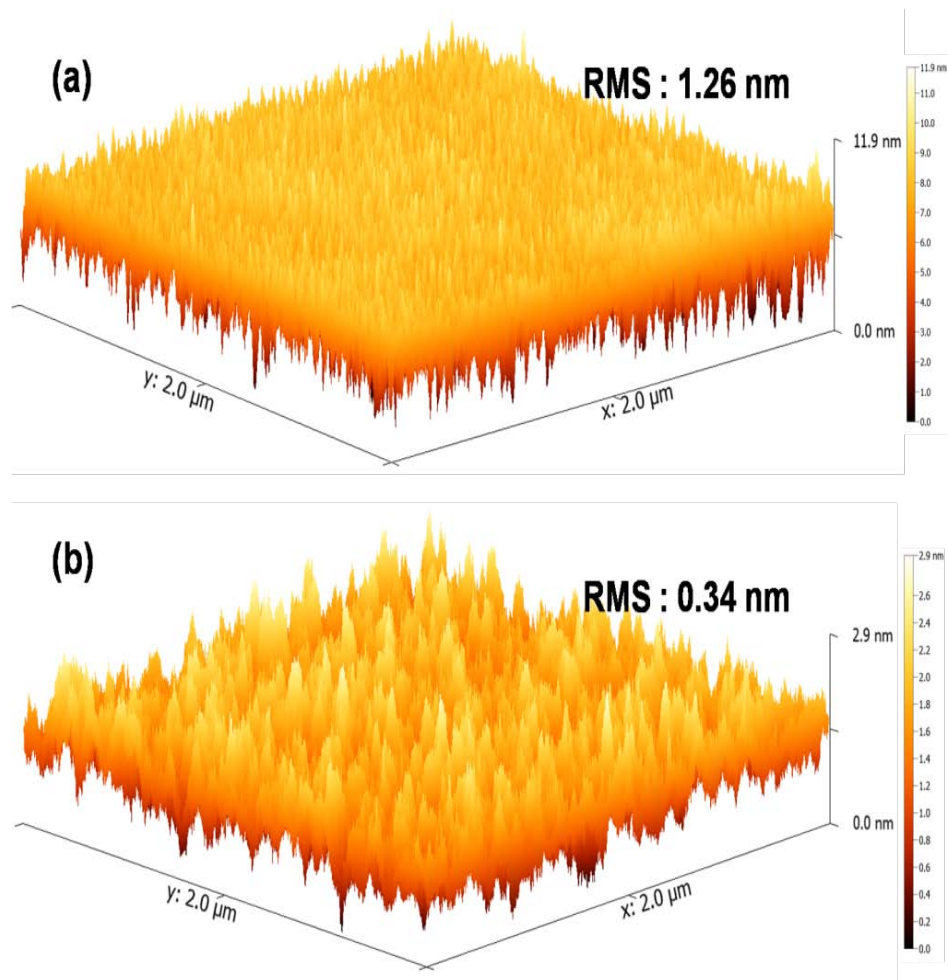 (a)
RMS : 1.26 nm
11.9 nm
11.0
10.0
9.0
8.0
7.0
6.0
5.0
4.0
3.0
2.0
1.0
0.0
11.9 nm
0.0 nm
y: 2.0 µm
x: 2.0 µm
(b)
RMS : 0.34 nm
2.9 nm
2.6
2.4
2.2
2.0
1.8
1.6
1.4
1.2
1.0
0.8
0.6
0.4
0.2
0.0
2.9 nm
0.0 nm
y: 2.0 µm
x: 2.0 µm